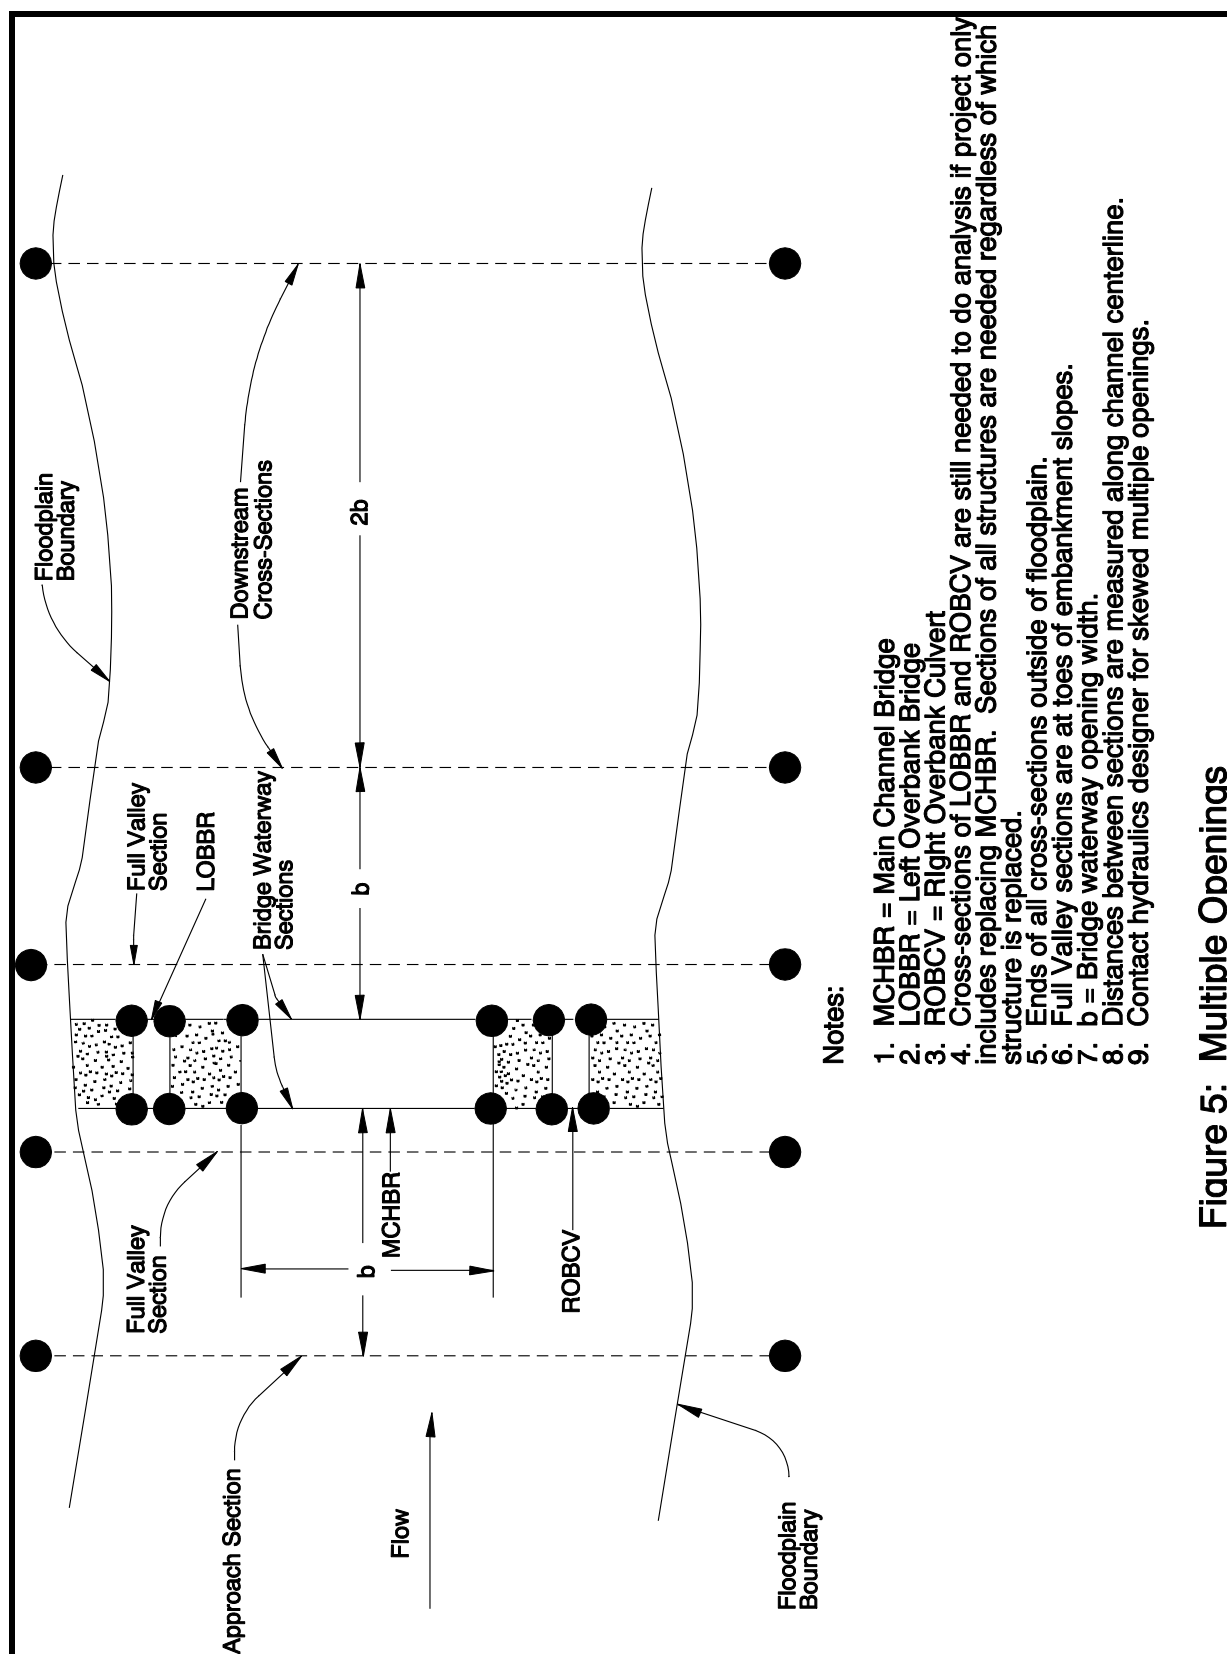 Floodplain
Boundary
Downstream
Cross-Sections
2b
Full Valley
Section
LOBBR
Bridge Waterway
Sections
b
Full Valley
Section
MCHBR
b
ROBCV
Approach Section
Flow
Floodplain
Boundary
Notes:
1. MCHBR = Main Channel Bridge
2. LOBBR = Left Overbank Bridge
3. ROBCV = RIght Overbank Culvert
4. Cross-sections of LOBBR and ROBCV are still needed to do analysis if project only
includes replacing MCHBR. Sections of all structures are needed regardless of which
structure is replaced.
5. Ends of all cross-sections outside of floodplain.
6. Full Valley sections are at toes of embankment slopes.
7. b = Bridge waterway opening width.
8. Distances between sections are measured along channel centerline.
9. Contact hydraulics designer for skewed multiple openings.
Figure 5: Multiple Openings